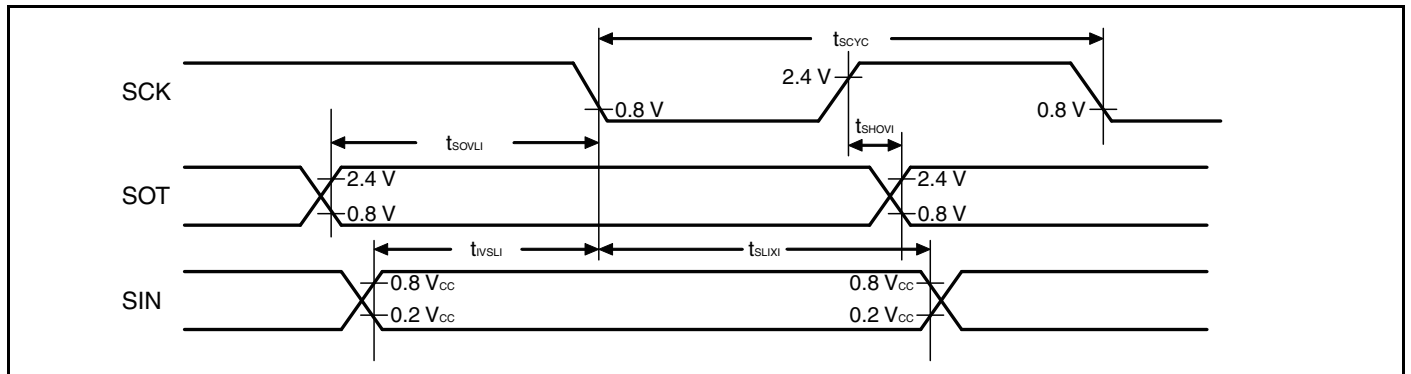 tSCYC
SCK
2.4 V
0.8 V
0.8 V
tSHOVI
tSOVLI
SOT
2.4 V
2.4 V
0.8 V
0.8 V
tIVSLI
tSLIXI
SIN
0.8 VCC
0.8 VCC
0.2 VCC
0.2 VCC